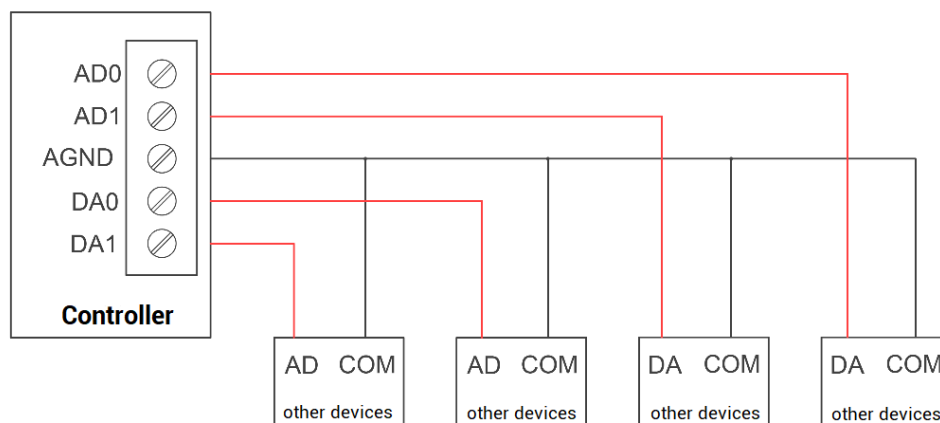 AD0
AD1
AGND
DA0
DA1
Controller
AD COM
other devices
AD COM
other devices
DA COM
other devices
DA COM
other devices